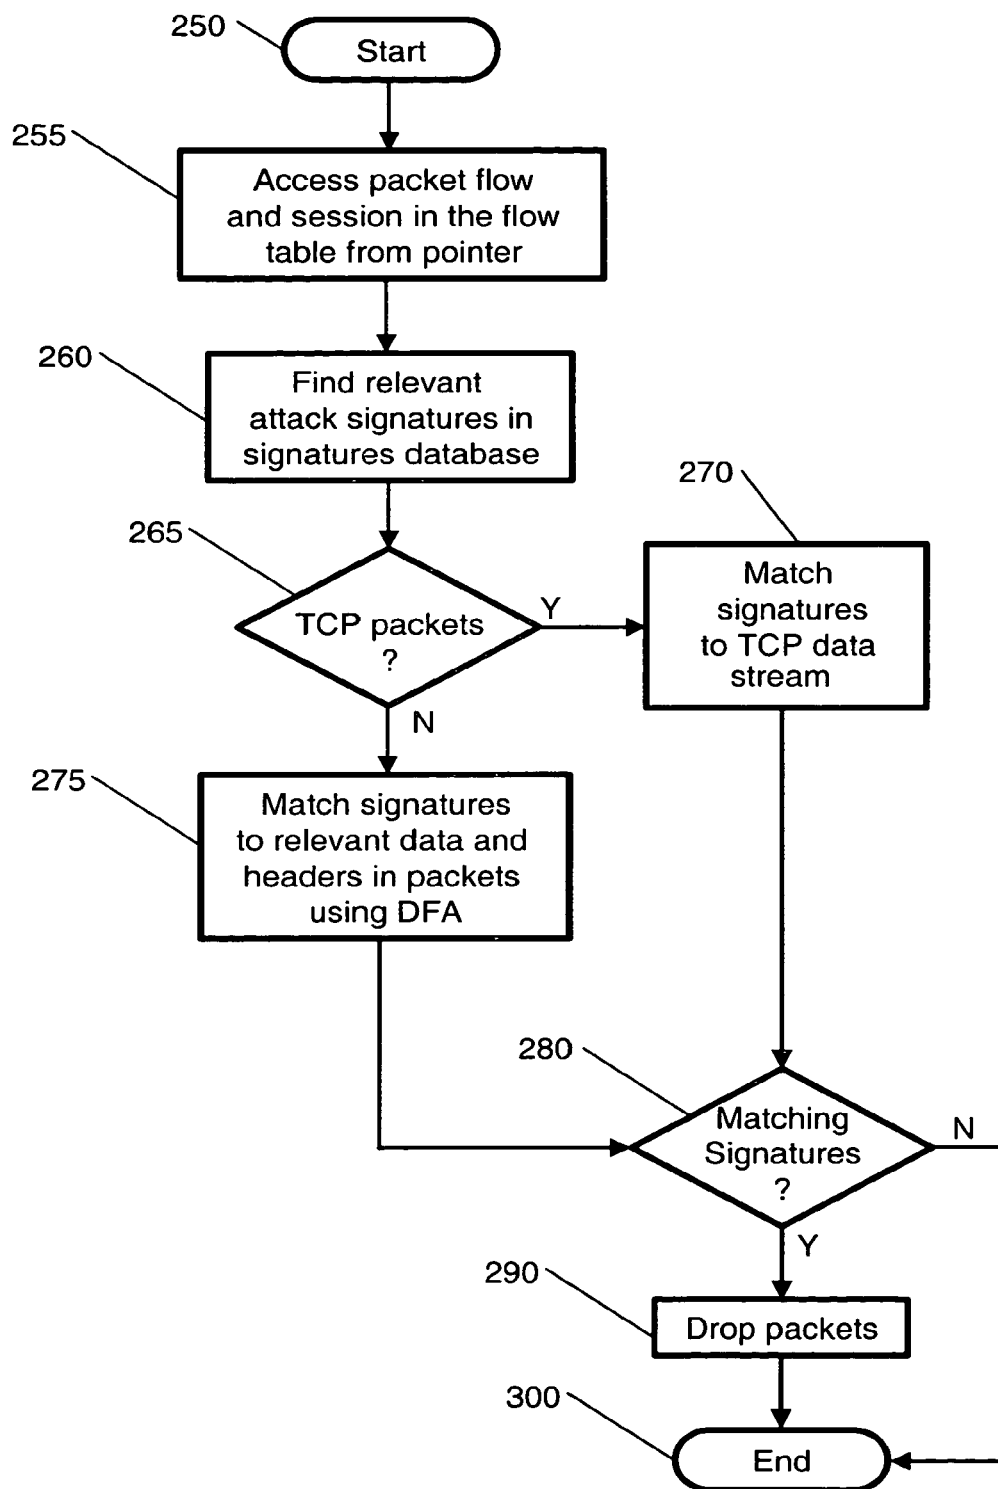 250
Start
255
Access packet flow
and session in the flow
table from pointer
260
Find relevant
attack signatures in
signatures database
265
TCP packets
?
Y
N
270
Match
signatures
to TCP data
stream
275
Match signatures
to relevant data and
headers in packets
using DFA
280
Matching
Signatures
?
N
Y
290
Drop packets
300
End